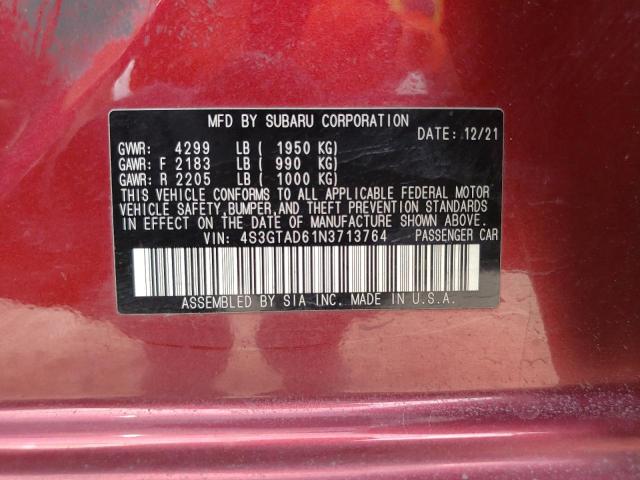 MFD BY SUBARU CORPORATION
DATE: 12/21
GVWR: 4299 LB ( 1950 KG)
GAWR: F 2183 LB ( 990 KG)
GAWR: R 2205 LB ( 1000 KG)
THIS VEHICLE CONFORMS TO ALL APPLICABLE FEDERAL MOTOR
VEHICLE SAFETY,BUMPER,AND THEFT PREVENTION STANDARDS
IN EFFECT ON THE DATE OF MANUFACTURE SHOWN ABOVE.
VIN: 4S3GTAD61N3713764 PASSENGER CAR
ASSEMBLED BY SIA INC. MADE IN U.S.A.